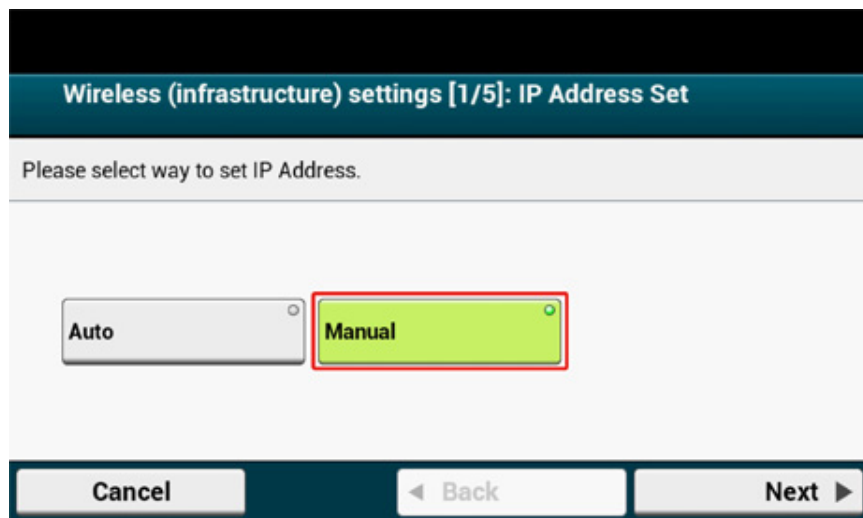 Wireless (infrastructure) settings [1/5]: IP Address Set
Please select way to set IP Address.
Auto
Manual
Cancel
Back
Next